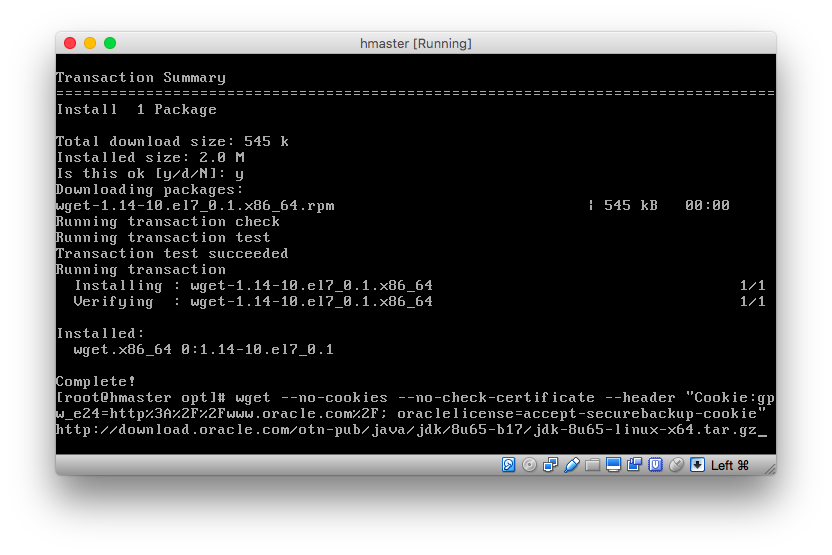 hmaster [Running]
Transaction Summary
================================================================================
Install  1 Package
Total download size: 545 k
Installed size: 2.0 M
Is this ok [y/d/N]: y
Downloading packages:
wget-1.14-10.el7_0.1.x86_64.rpm                            | 545 kB   00:00
Running transaction check
Running transaction test
Transaction test succeeded
Running transaction
  Installing : wget-1.14-10.el7_0.1.x86_64                                  1/1
  Verifying  : wget-1.14-10.el7_0.1.x86_64                                  1/1
Installed:
  wget.x86_64 0:1.14-10.el7_0.1
Complete!
[root@hmaster opt]# wget --no-cookies --no-check-certificate --header "Cookie:gp
w_e24=http%3A%2F%2Fwww.oracle.com%2F; oraclelicense=accept-securebackup-cookie"
http://download.oracle.com/otn-pub/java/jdk/8u65-b17/jdk-8u65-linux-x64.tar.gz_
Left ⌘